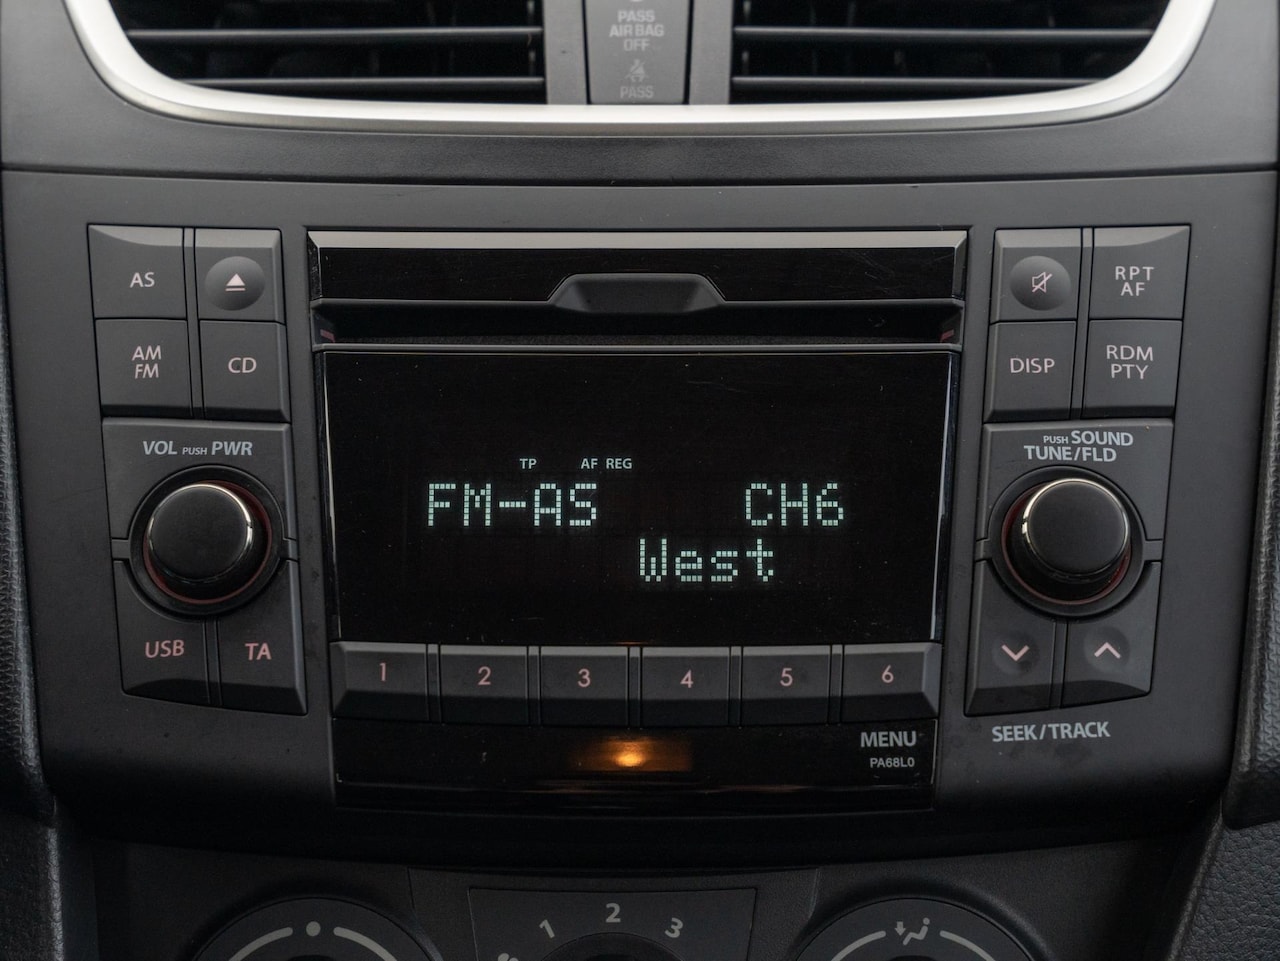 PASS
AIR BAG
OFF
PASS
AS
RPT
AF
AM
FM
CD
DISP
RDM
PTY
VOL PUSH PWR
PUSH SOUND
TUNE/FLD
TP AF REG
FM-AS CH6
West
USB TA
1 2 3 4 5 6
SEEK/TRACK
MENU
PA68L0
1 2 3